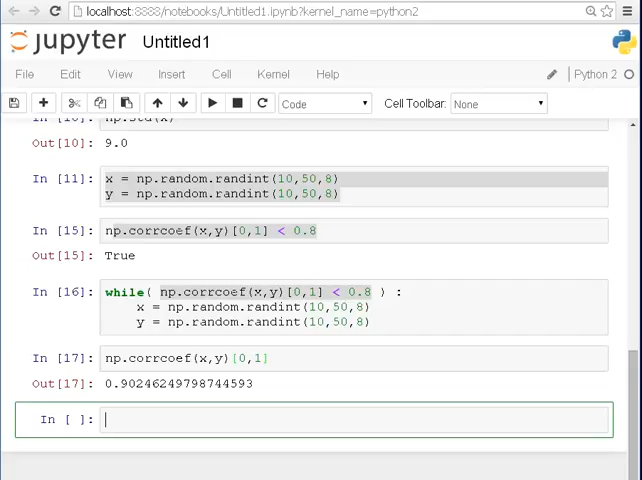 localhost:8888/notebooks/Untitled1.ipynb?kernel_name=python2
jupyter Untitled1
File Edit View Insert Cell Kernel Help Python 2
Code Cell Toolbar: None
In [10]: np.std(x)
Out[10]: 9.0
In [11]: x = np.random.randint(10,50,8)
y = np.random.randint(10,50,8)
In [15]: np.corrcoef(x,y)[0,1] < 0.8
Out[15]: True
In [16]: while( np.corrcoef(x,y)[0,1] < 0.8 ) :
x = np.random.randint(10,50,8)
y = np.random.randint(10,50,8)
In [17]: np.corrcoef(x,y)[0,1]
Out[17]: 0.90246249798744593
In [ ]: